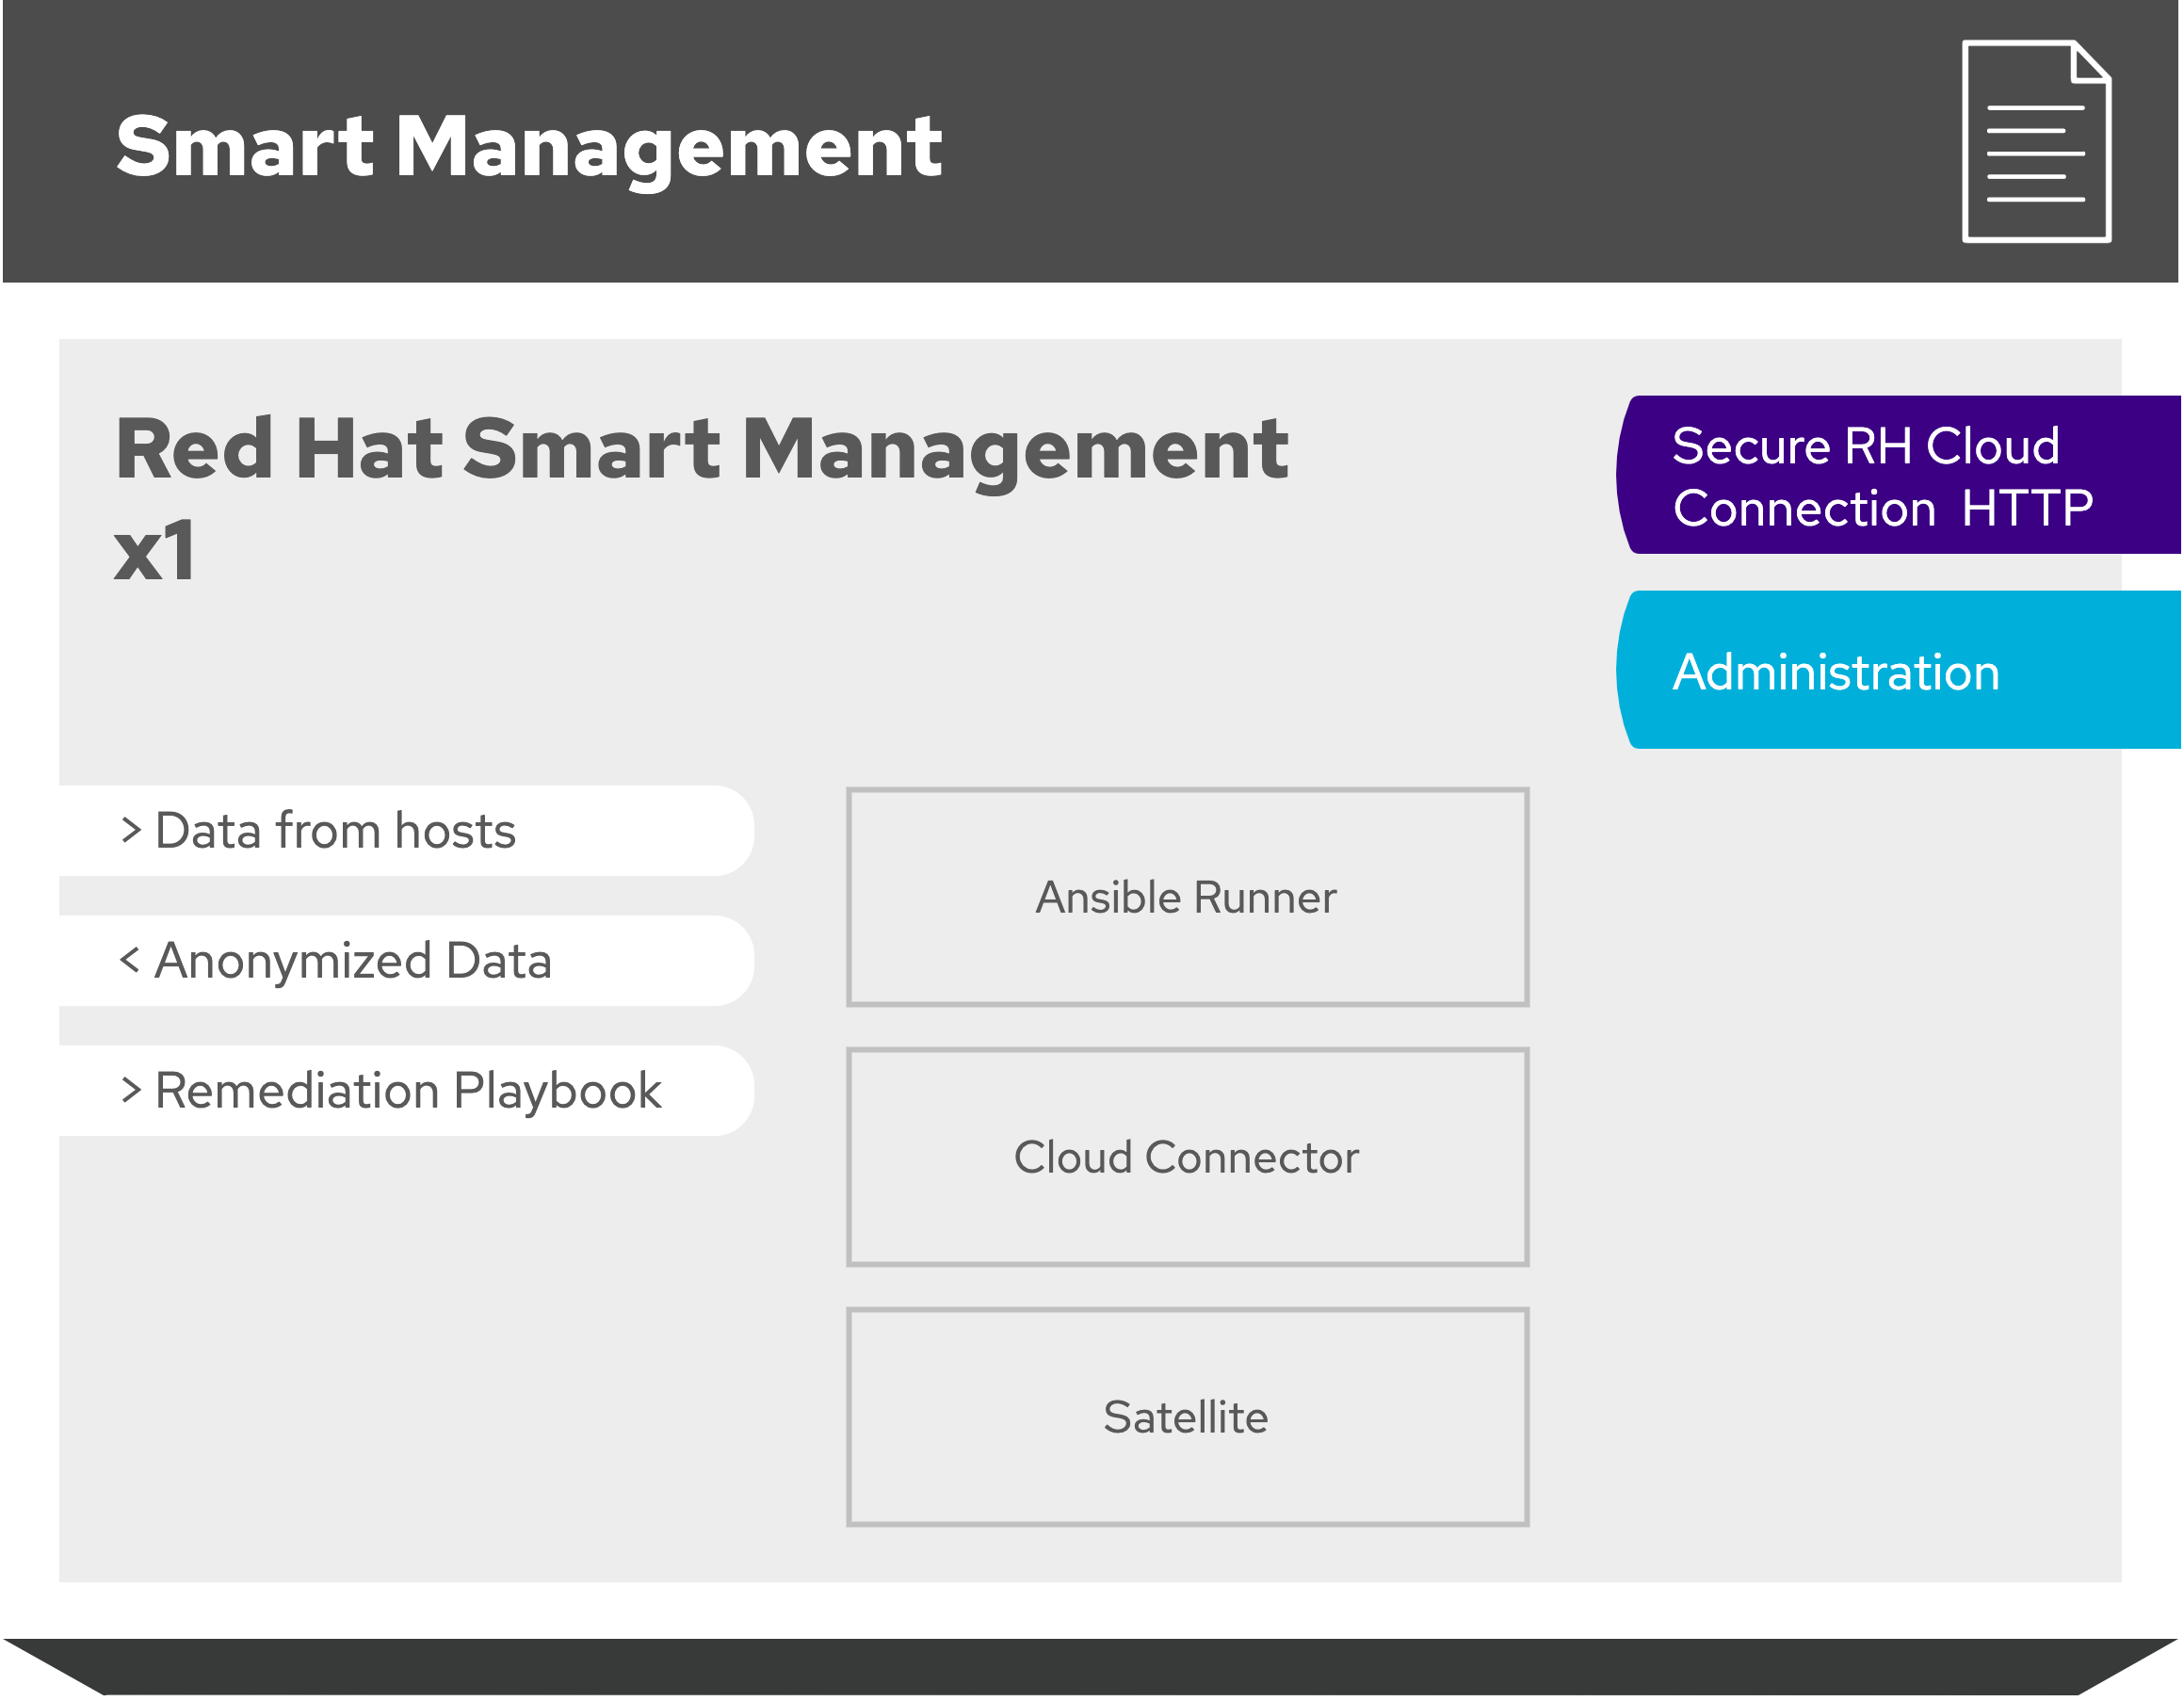 Smart Management
Red Hat Smart Management
x1
Secure RH Cloud
Connection HTTP
Administration
> Data from hosts
< Anonymized Data
> Remediation Playbook
Ansible Runner
Cloud Connector
Satellite